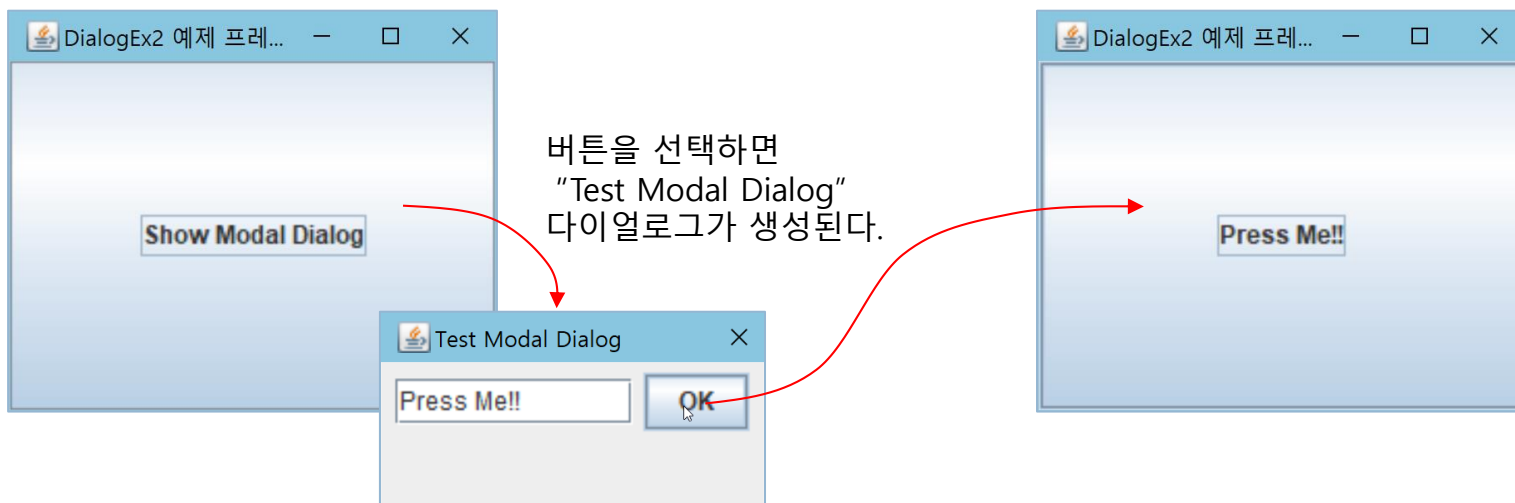 DialogEx2 예제 프레...
Show Modal Dialog
버튼을 선택하면
“Test Modal Dialog”
다이얼로그가 생성된다.
Test Modal Dialog
Press Me!!
OK
DialogEx2 예제 프레...
Press Me!!